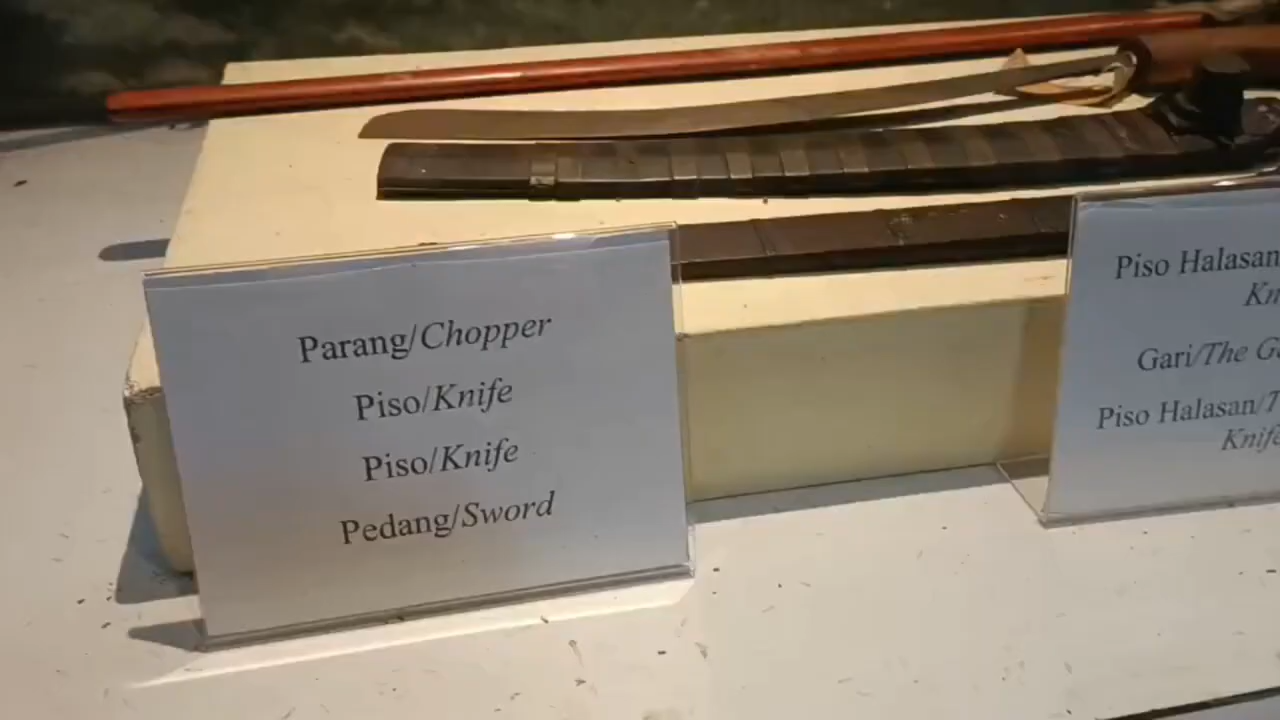 Parang/Chopper
Piso/Knife
Piso/Knife
Pedang/Sword
Piso Halasan
Gari/The
Piso Halasan/
Knife